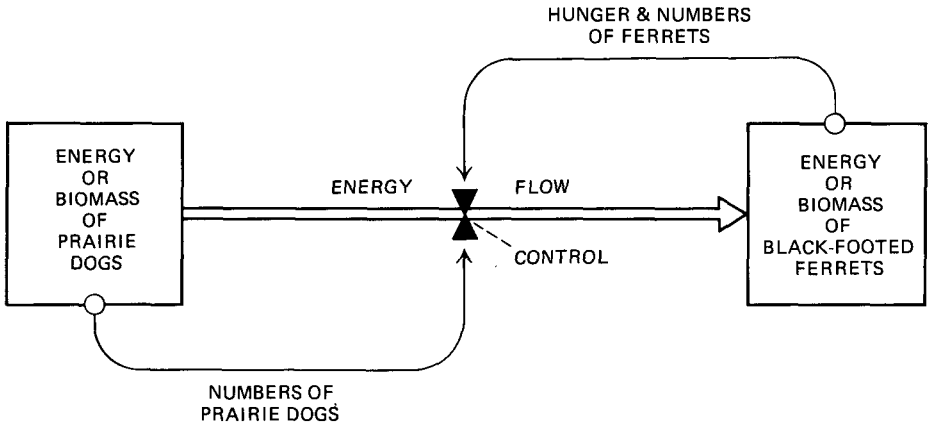 HUNGER & NUMBERS
OF FERRETS
ENERGY
OR
BIOMASS
OF
PRAIRIE
DOGS
ENERGY FLOW
CONTROL
ENERGY
OR
BIOMASS
OF
BLACK-FOOTED
FERRETS
NUMBERS OF
PRAIRIE DOGS